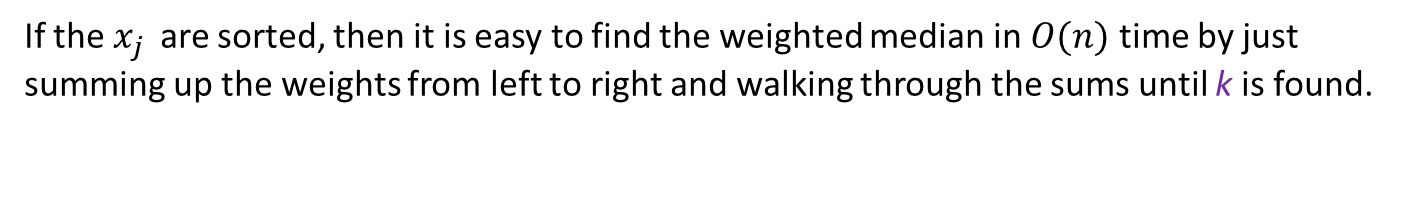 If the xⱼ are sorted, then it is easy to find the weighted median in O(n) time by just
summing up the weights from left to right and walking through the sums until k is found.